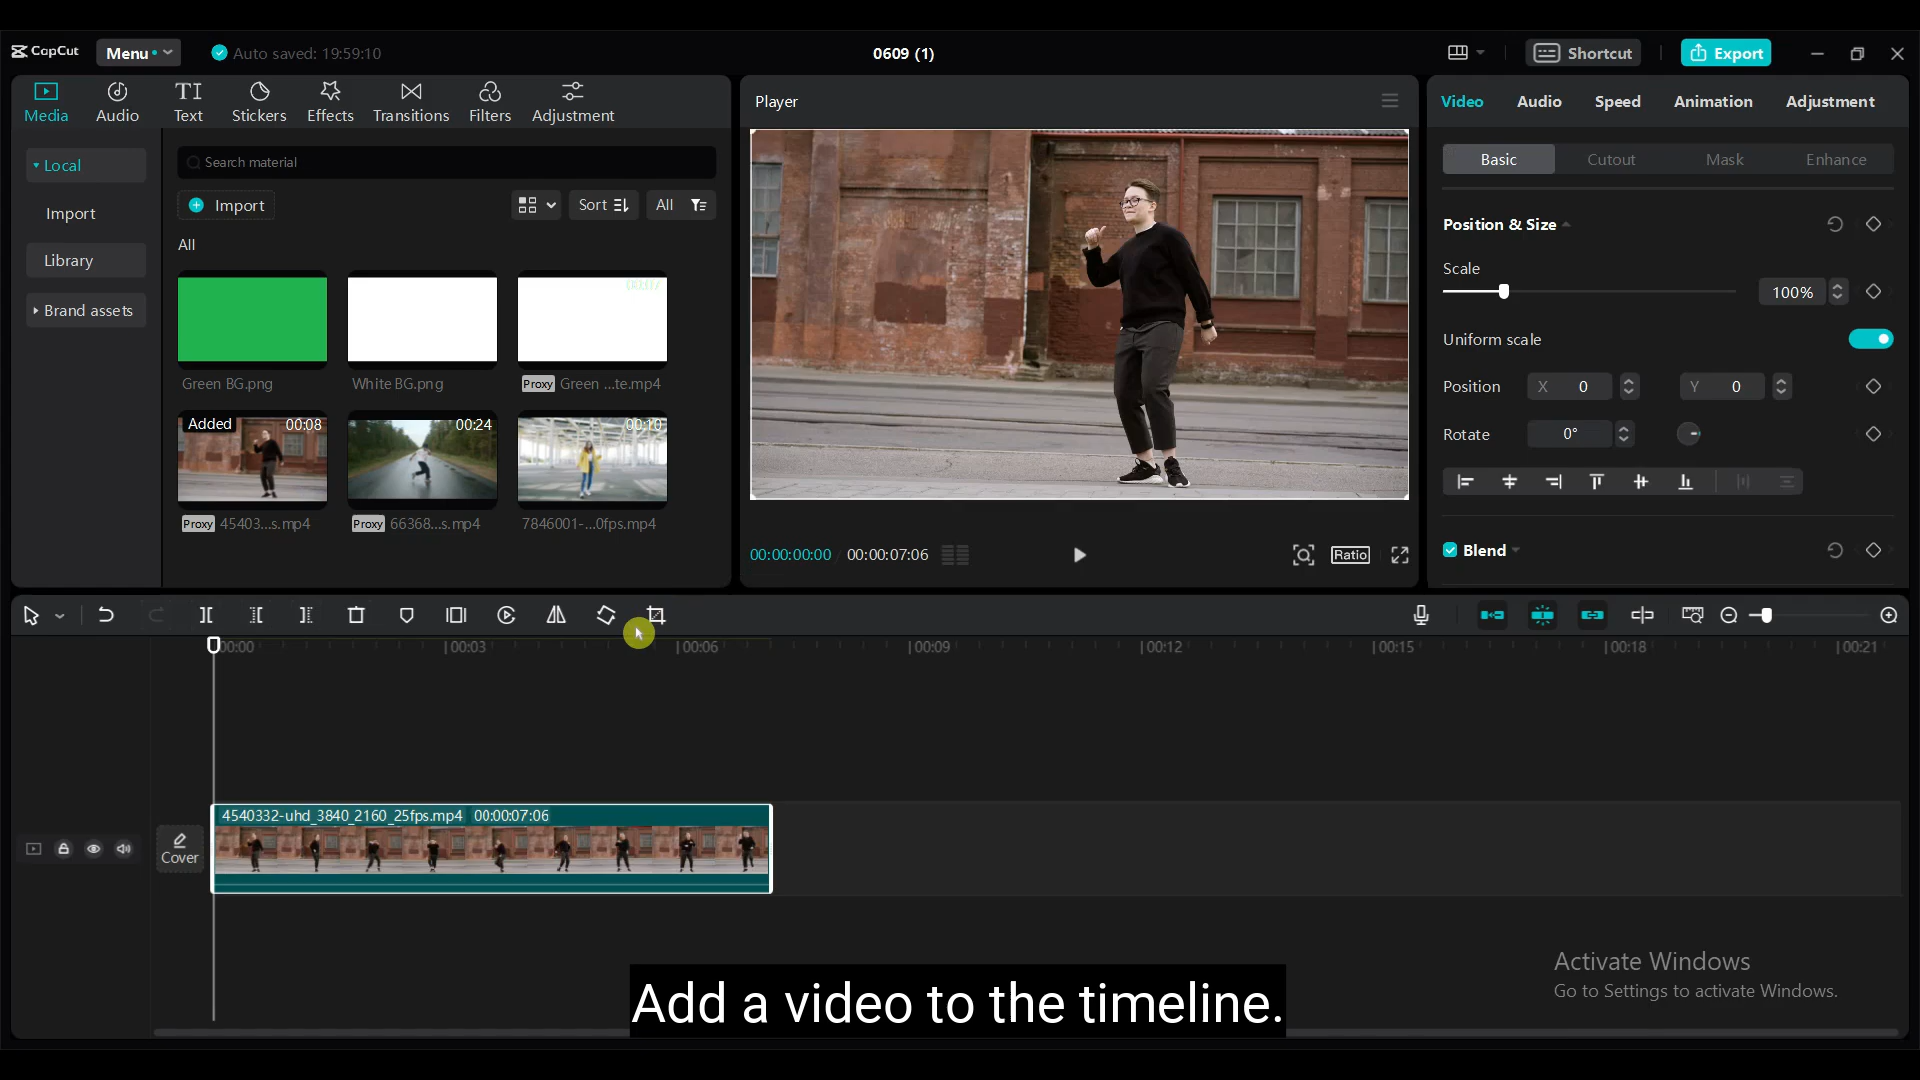 CapCut
Menu
Auto saved: 19:59:10
0609 (1)
Shortcut
Export
Media
Audio
TI
Text
Stickers
Effects
Transitions
Filters
Adjustment
Local
Import
Library
Brand assets
Search material
Import
Sort
All
All
Green BG.png
White BG.png
Proxy Green ...te.mp4
Added 00:08
00:24
00:10
Proxy 45403...s.mp4
Proxy 66368...s.mp4
7846001-...0fps.mp4
Player
00:00:00:00 00:00:07:06
Ratio
Video
Audio
Speed
Animation
Adjustment
Basic
Cutout
Mask
Enhance
Position & Size
Scale
100%
Uniform scale
Position X 0 Y 0
Rotate 0°
Blend
00:00 00:03 00:06 00:09 00:12 00:15 00:18 00:21
4540332-uhd_3840_2160_25fps.mp4 00:00:07:06
Cover
Activate Windows
Go to Settings to activate Windows.
Add a video to the timeline.